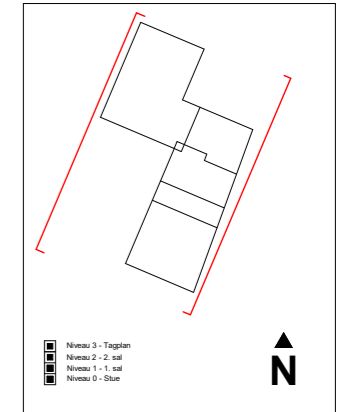 Niveau 3 - Tagplan
Niveau 2 - 2. sal
Niveau 1 - 1. sal
Niveau 0 - Stue
N